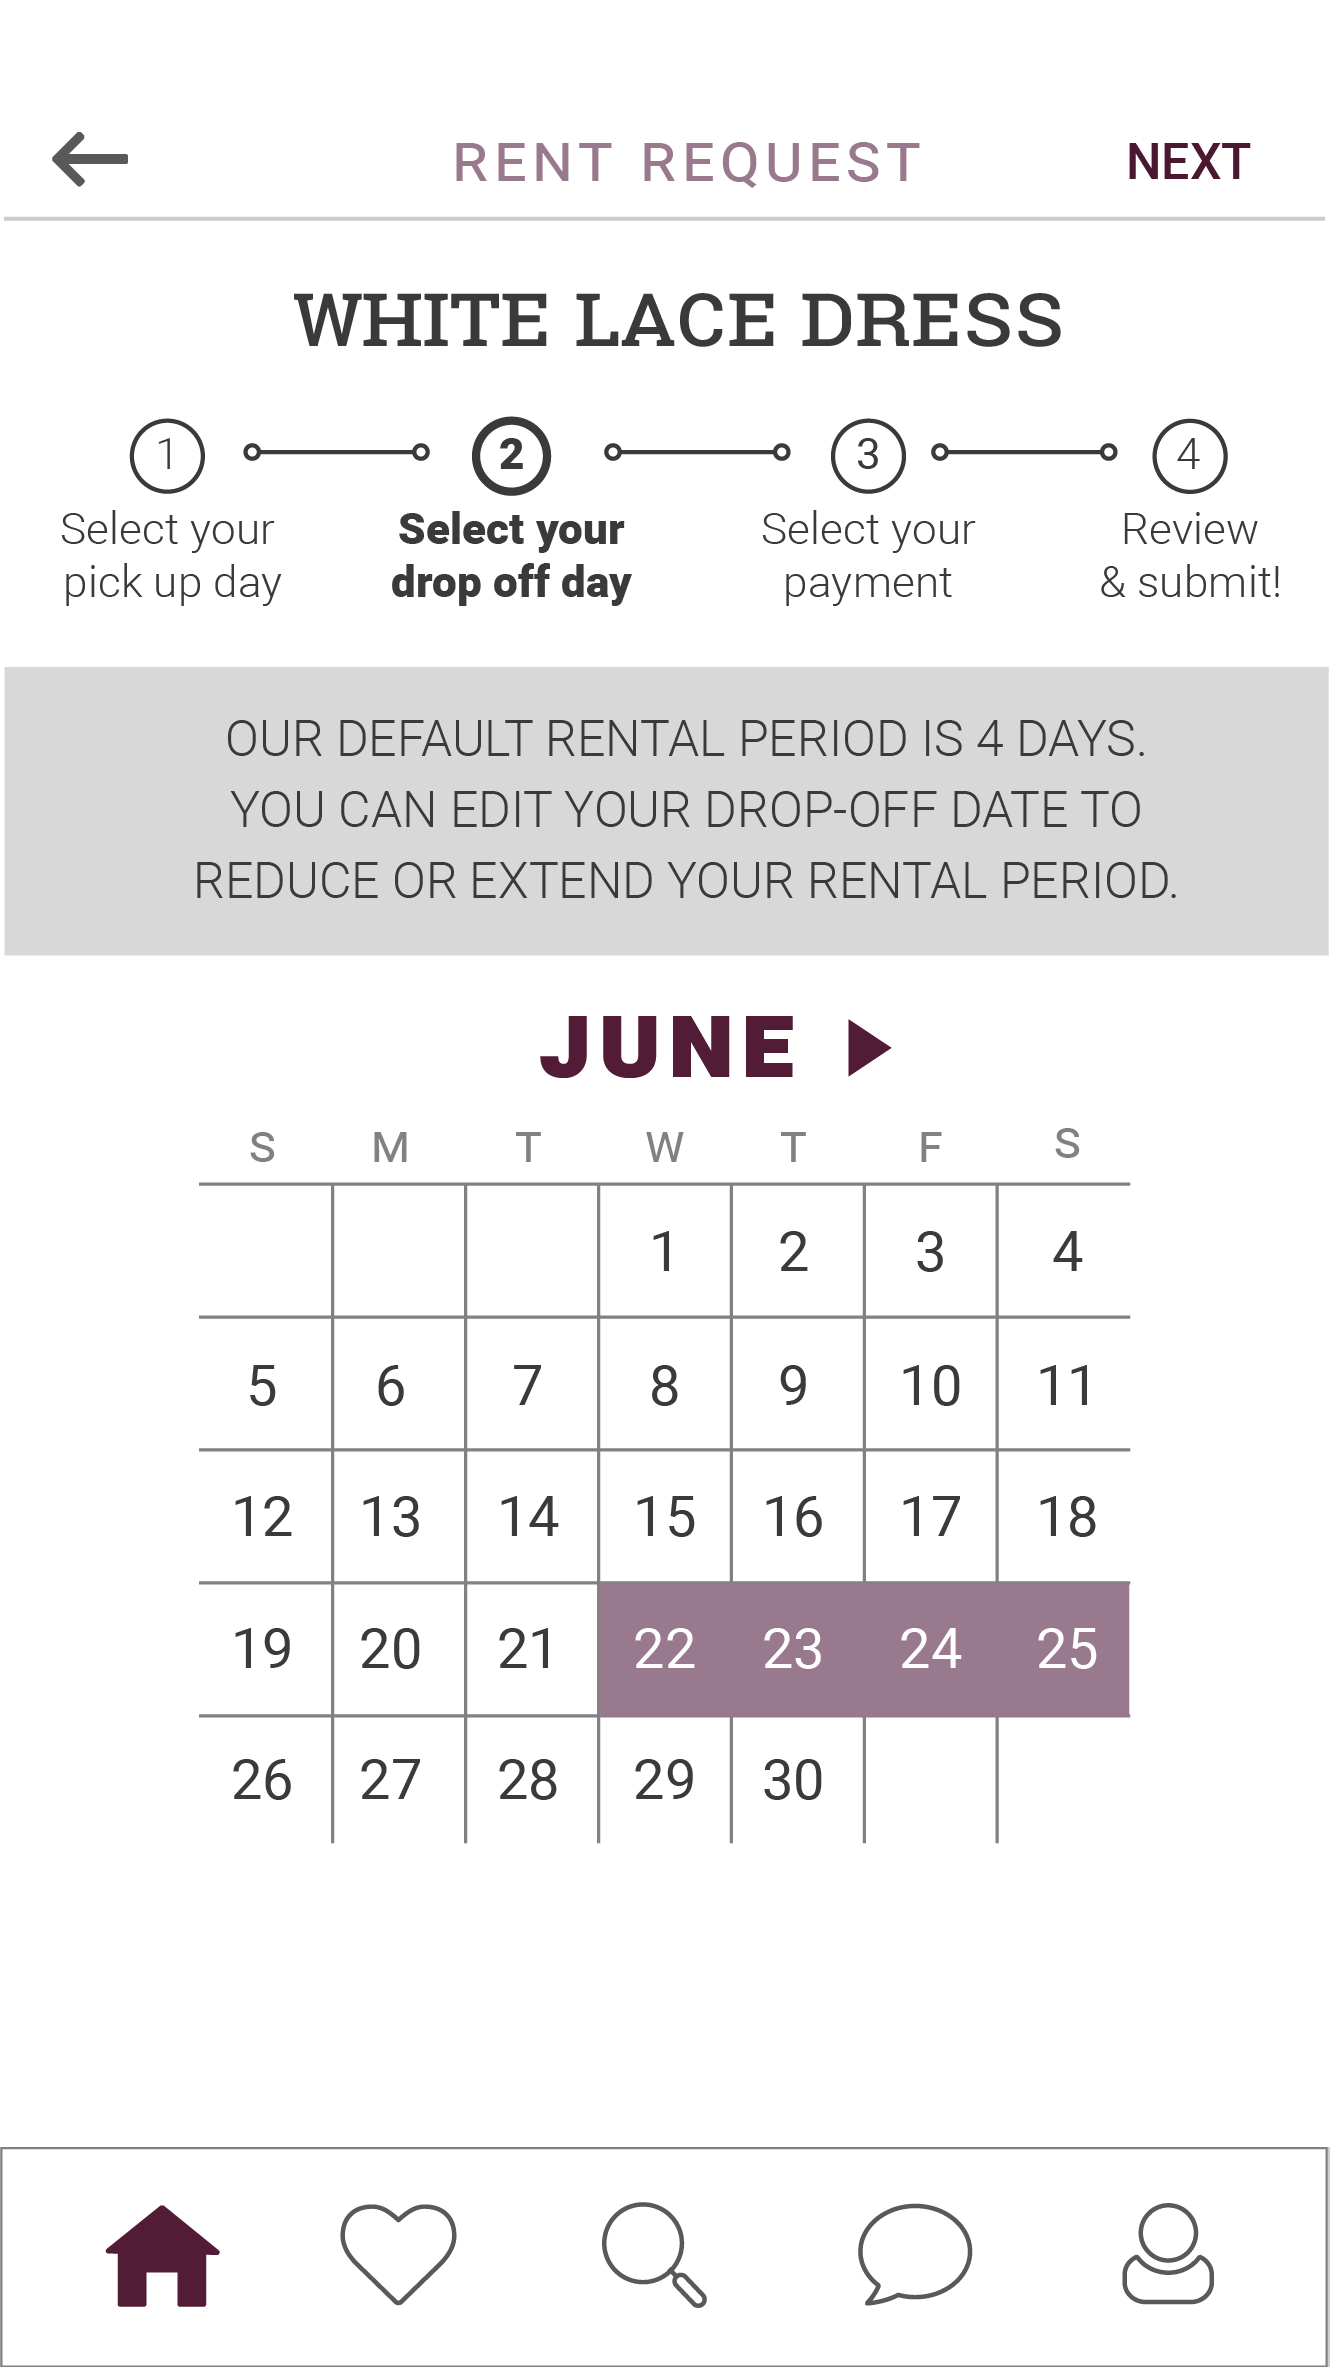 RENT REQUEST NEXT
WHITE LACE DRESS
1 2 3 4
Select your Select your Select your Review
pick up day drop off day payment & submit!
OUR DEFAULT RENTAL PERIOD IS 4 DAYS.
YOU CAN EDIT YOUR DROP-OFF DATE TO
REDUCE OR EXTEND YOUR RENTAL PERIOD.
JUNE
S M T W T F S
1 2 3 4
5 6 7 8 9 10 11
12 13 14 15 16 17 18
19 20 21 22 23 24 25
26 27 28 29 30